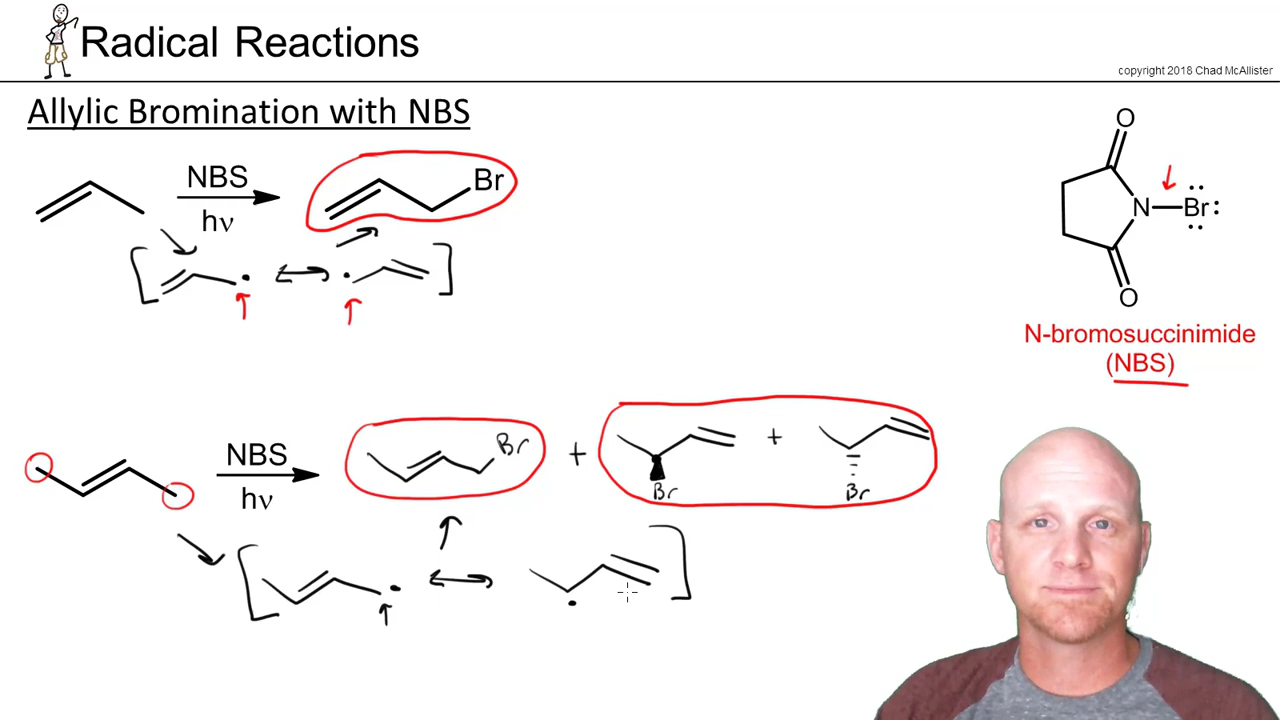 Radical Reactions
copyright 2018 Chad McAllister
Allylic Bromination with NBS
NBS
hν
Br
O
N
Br
O
N-bromosuccinimide
(NBS)
NBS
hν
Br
+
+
Br
Br